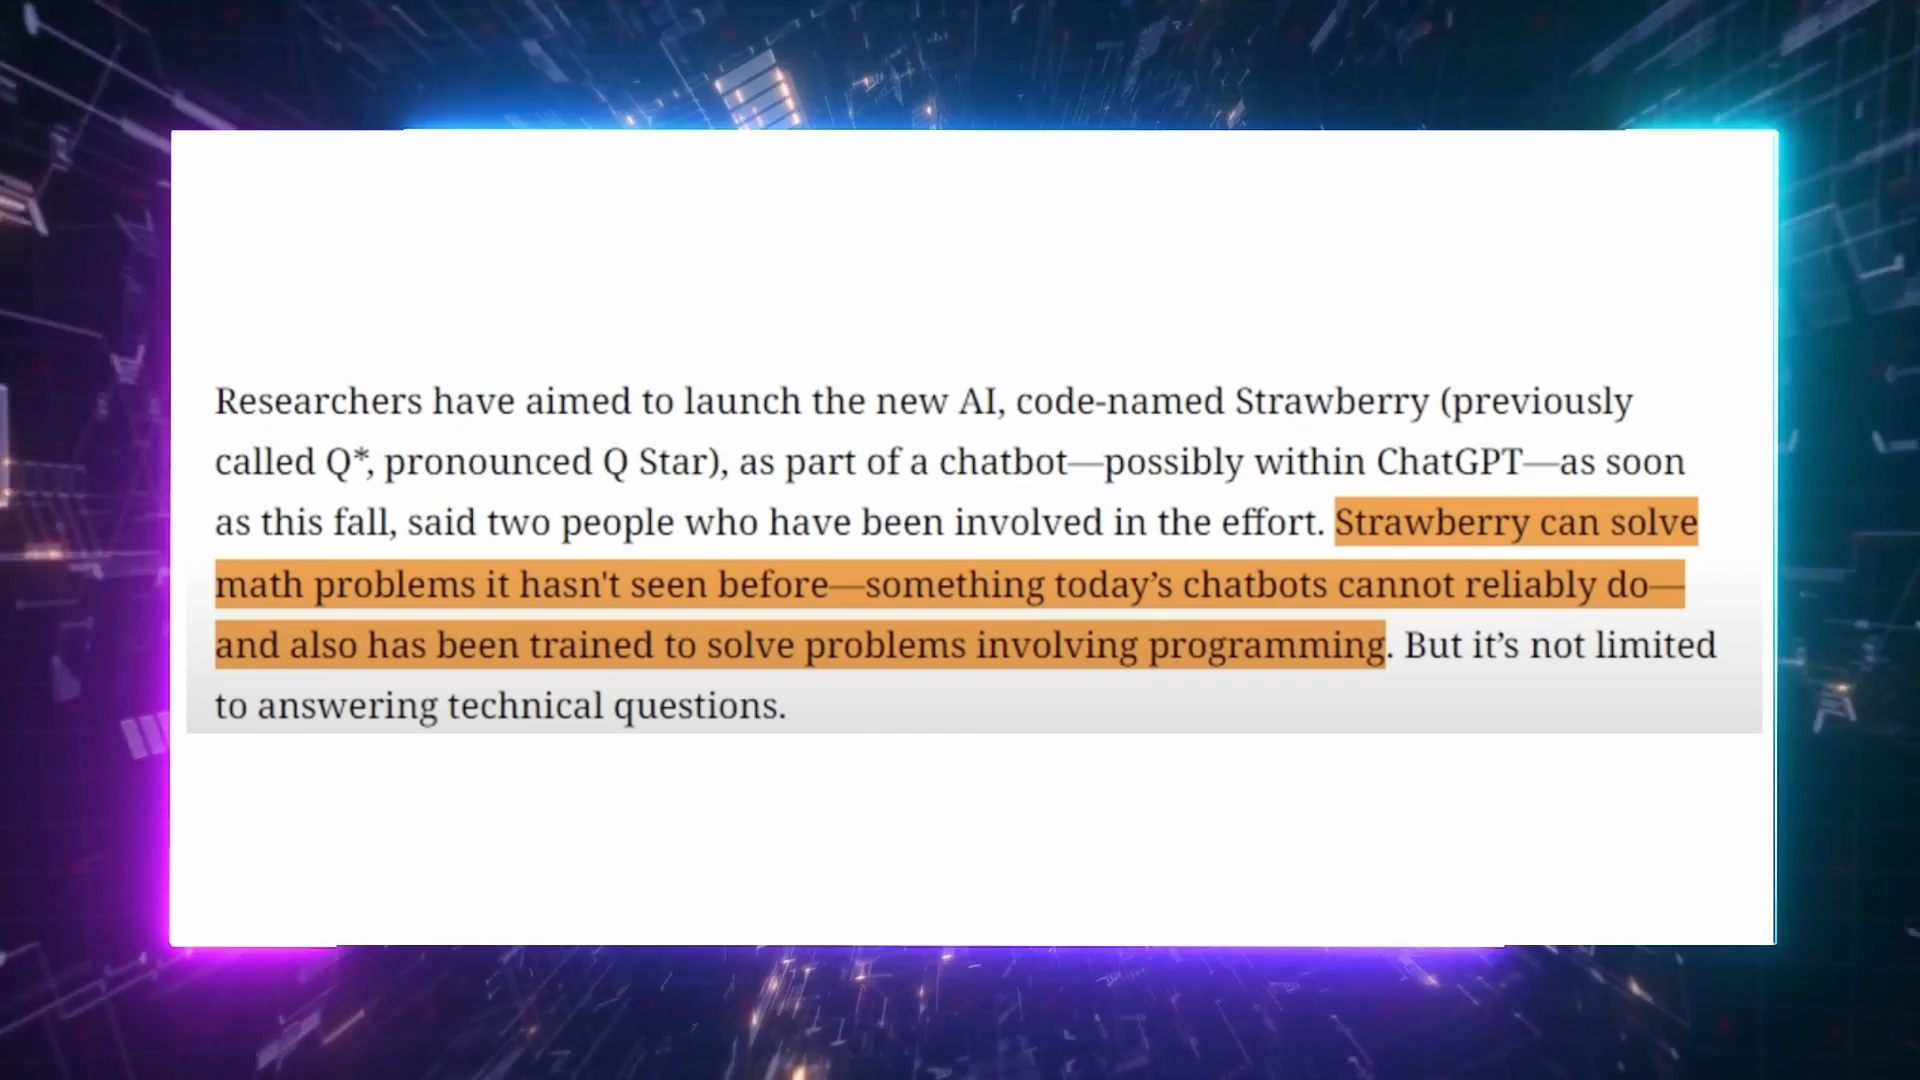 Researchers have aimed to launch the new AI, code-named Strawberry (previously
called Q*, pronounced Q Star), as part of a chatbot—possibly within ChatGPT—as soon
as this fall, said two people who have been involved in the effort. Strawberry can solve
math problems it hasn't seen before—something today’s chatbots cannot reliably do—
and also has been trained to solve problems involving programming. But it’s not limited
to answering technical questions.